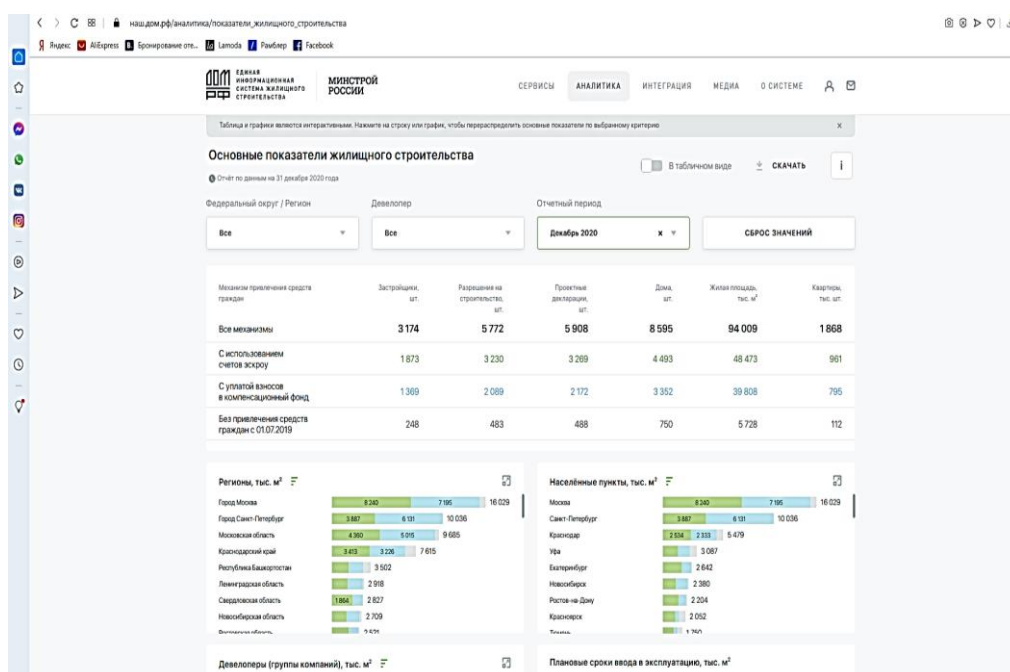 наш.дом.рф/аналитика/показатели_жилищного_строительства
Яндекс AliExpress Бронирование оте... Lamoda Рамблер Facebook
ДОМ РФ
ЕДИНАЯ
ИНФОРМАЦИОННАЯ
СИСТЕМА ЖИЛИЩНОГО
СТРОИТЕЛЬСТВА
МИНСТРОЙ
РОССИИ
СЕРВИСЫ АНАЛИТИКА ИНТЕГРАЦИЯ МЕДИА О СИСТЕМЕ
Таблица и графики являются интерактивными. Нажмите на строку или график, чтобы перераспределить основные показатели по выбранному критерию x
Основные показатели жилищного строительства
В табличном виде СКАЧАТЬ i
Отчёт по данным на 31 декабря 2020 года
Федеральный округ / Регион Девелопер Отчетный период
Все Все Декабрь 2020 x СБРОС ЗНАЧЕНИЙ
Механизм привлечения средств Застройщики, Разрешения на Проектные Дома, Жилая площадь, Квартиры,
граждан шт. строительство, декларации, шт. тыс. м² тыс. шт.
шт. шт.
Все механизмы 3 174 5 772 5 908 8 595 94 009 1 868
С использованием
счетов эскроу 1 873 3 230 3 269 4 493 48 473 961
С уплатой взносов
в компенсационный фонд 1 369 2 089 2 172 3 352 39 808 795
Без привлечения средств
граждан с 01.07.2019 248 483 488 750 5 728 112
Регионы, тыс. м²
Город Москва 8 240 7 195 16 029
Город Санкт-Петербург 3 887 6 131 10 036
Московская область 4 360 5 015 9 685
Краснодарский край 3 413 3 226 7 615
Республика Башкортостан 3 502
Ленинградская область 2 918
Свердловская область 1 864 2 827
Новосибирская область 2 709
Ростовская область 2 521
Населённые пункты, тыс. м²
Москва 8 240 7 195 16 029
Санкт-Петербург 3 887 6 131 10 036
Краснодар 2 534 2 333 5 479
Уфа 3 087
Екатеринбург 2 642
Новосибирск 2 380
Ростов-на-Дону 2 204
Красноярск 2 052
Тюмень 1 750
Девелоперы (группы компаний), тыс. м²
Плановые сроки ввода в эксплуатацию, тыс. м²